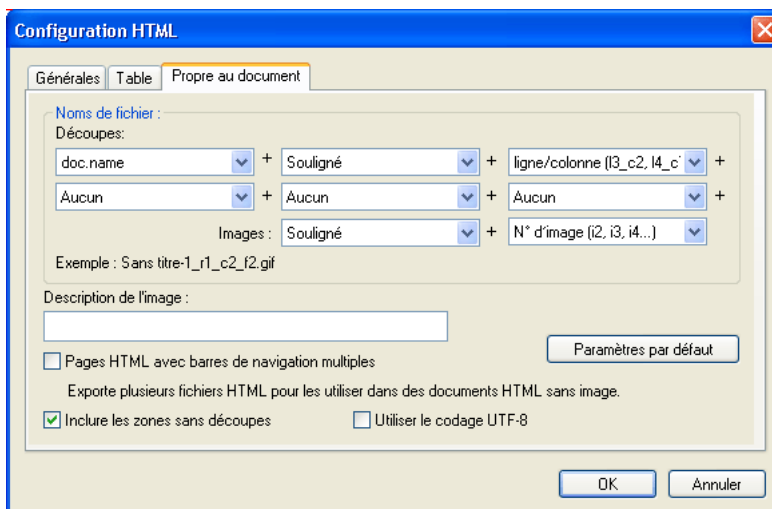 Configuration HTML
Générales Table Propre au document
Noms de fichier :
Découpes:
doc.name + Souligné + ligne/colonne (l3_c2, l4_c +
Aucun + Aucun + Aucun +
Images : Souligné + N° d'image (i2, i3, i4...)
Exemple : Sans titre-1_r1_c2_f2.gif
Description de l'image :
Paramètres par défaut
Pages HTML avec barres de navigation multiples
Exporte plusieurs fichiers HTML pour les utiliser dans des documents HTML sans image.
Inclure les zones sans découpes Utiliser le codage UTF-8
OK Annuler